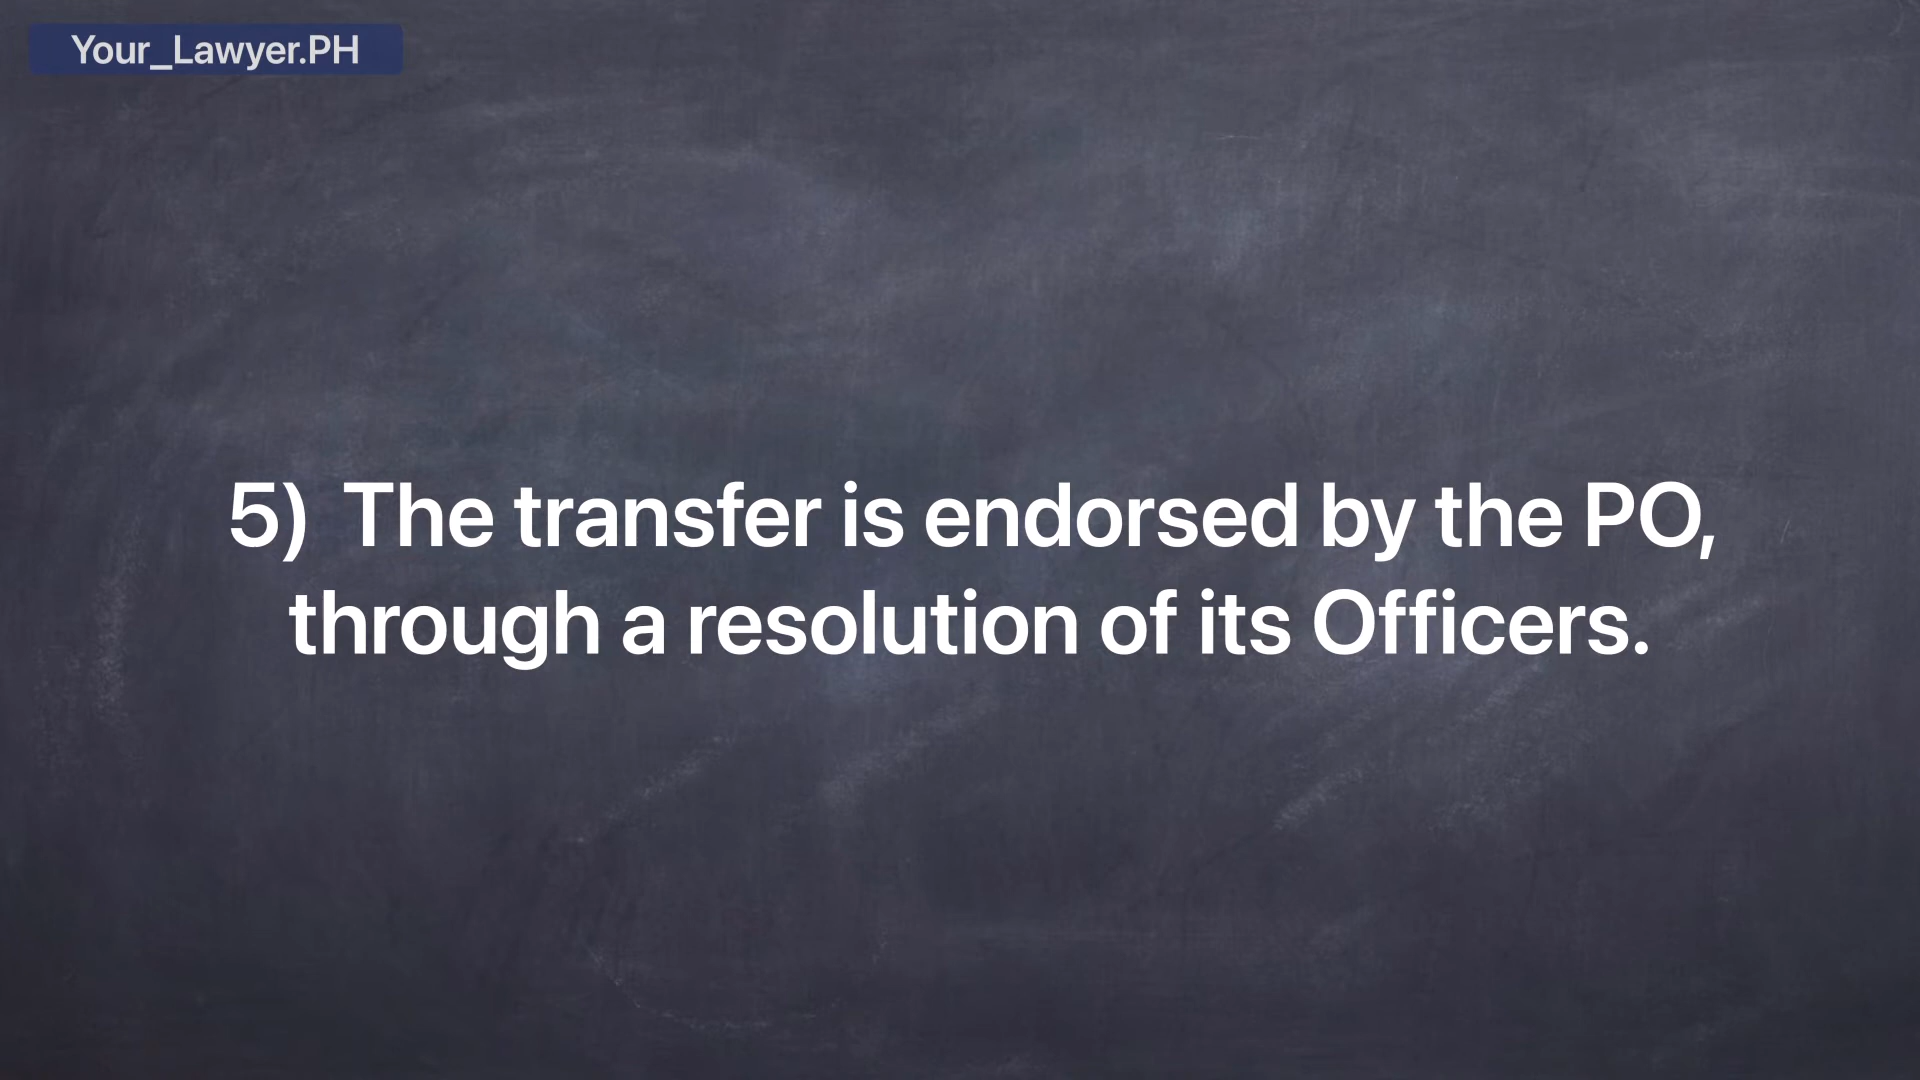 Your_Lawyer.PH
5) The transfer is endorsed by the PO,
through a resolution of its Officers.